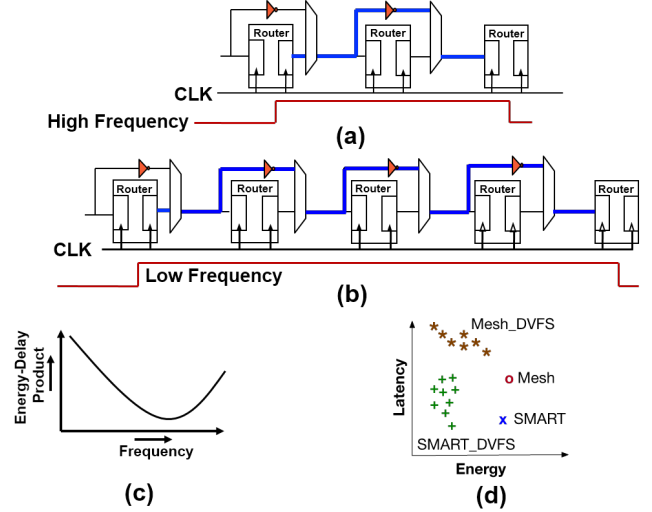 Router
Router
Router
CLK
High Frequency
(a)
Router
Router
Router
Router
Router
CLK
Low Frequency
(b)
Energy-Delay
Product
Frequency
(c)
Mesh_DVFS
Mesh
SMART
SMART_DVFS
Latency
Energy
(d)